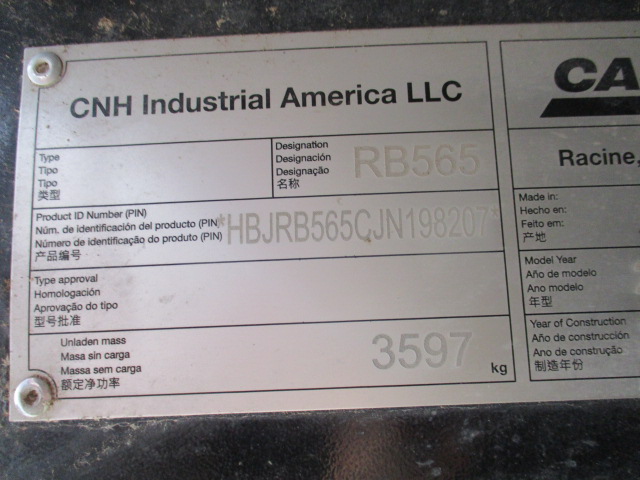 CNH Industrial America LLC
Type
Tipo
Tipo
类型
Designation
Designación
Designação
名称
RB565
Product ID Number (PIN)
Núm. de identificación del producto (PIN)
Número de identificação do produto (PIN)
产品编号
*HBJRB565CJN198207*
Type approval
Homologación
Aprovação do tipo
型号批准
Unladen mass
Masa sin carga
Massa sem carga
额定净功率
3597
kg
CA
Racine,
Made in:
Hecho en:
Feito em:
产地
Model Year
Año de modelo
Ano modelo
年型
Year of Construction
Año de construcción
Ano de construção
制造年份